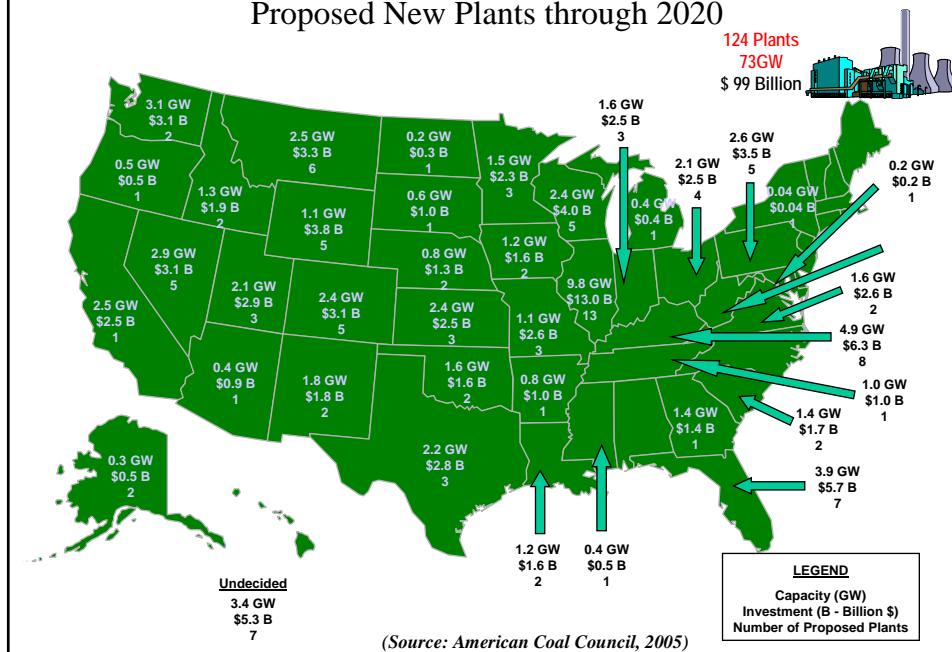 Proposed New Plants through 2020
124 Plants
73GW
$ 99 Billion
3.1 GW
$3.1 B
2
0.5 GW
$0.5 B
1
1.3 GW
$1.9 B
2
2.5 GW
$3.3 B
6
1.1 GW
$3.8 B
5
0.2 GW
$0.3 B
1
0.6 GW
$1.0 B
1
0.8 GW
$1.3 B
2
2.4 GW
$2.5 B
3
1.5 GW
$2.3 B
3
1.2 GW
$1.6 B
2
2.4 GW
$4.0 B
5
9.8 GW
$13.0 B
13
1.1 GW
$2.6 B
3
0.4 GW
$0.4 B
1
1.6 GW
$2.5 B
3
2.1 GW
$2.5 B
4
2.6 GW
$3.5 B
5
0.04 GW
$0.04 B
1
0.2 GW
$0.2 B
1
1.6 GW
$2.6 B
2
4.9 GW
$6.3 B
8
1.0 GW
$1.0 B
1
1.4 GW
$1.7 B
2
3.9 GW
$5.7 B
7
2.9 GW
$3.1 B
5
2.5 GW
$2.5 B
1
2.1 GW
$2.9 B
3
2.4 GW
$3.1 B
5
0.4 GW
$0.9 B
1
1.8 GW
$1.8 B
2
1.6 GW
$1.6 B
2
0.8 GW
$1.0 B
1
1.4 GW
$1.4 B
1
2.2 GW
$2.8 B
3
0.3 GW
$0.5 B
2
1.2 GW
$1.6 B
2
0.4 GW
$0.5 B
1
Undecided
3.4 GW
$5.3 B
7
LEGEND
Capacity (GW)
Investment (B - Billion $)
Number of Proposed Plants
(Source: American Coal Council, 2005)